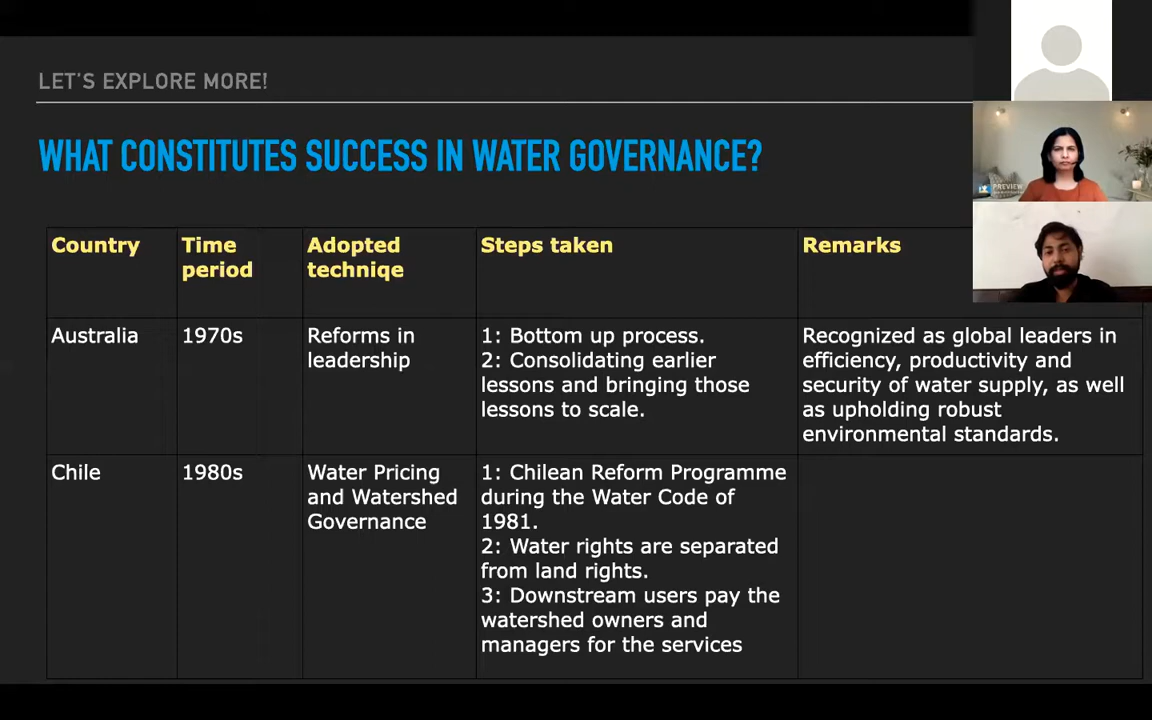 LET'S EXPLORE MORE!
WHAT CONSTITUTES SUCCESS IN WATER GOVERNANCE?
Country
Time
period
Adopted
techniqe
Steps taken
Remarks
Australia
1970s
Reforms in
leadership
1: Bottom up process.
2: Consolidating earlier
lessons and bringing those
lessons to scale.
Recognized as global leaders in
efficiency, productivity and
security of water supply, as well
as upholding robust
environmental standards.
Chile
1980s
Water Pricing
and Watershed
Governance
1: Chilean Reform Programme
during the Water Code of
1981.
2: Water rights are separated
from land rights.
3: Downstream users pay the
watershed owners and
managers for the services
PREVIEW